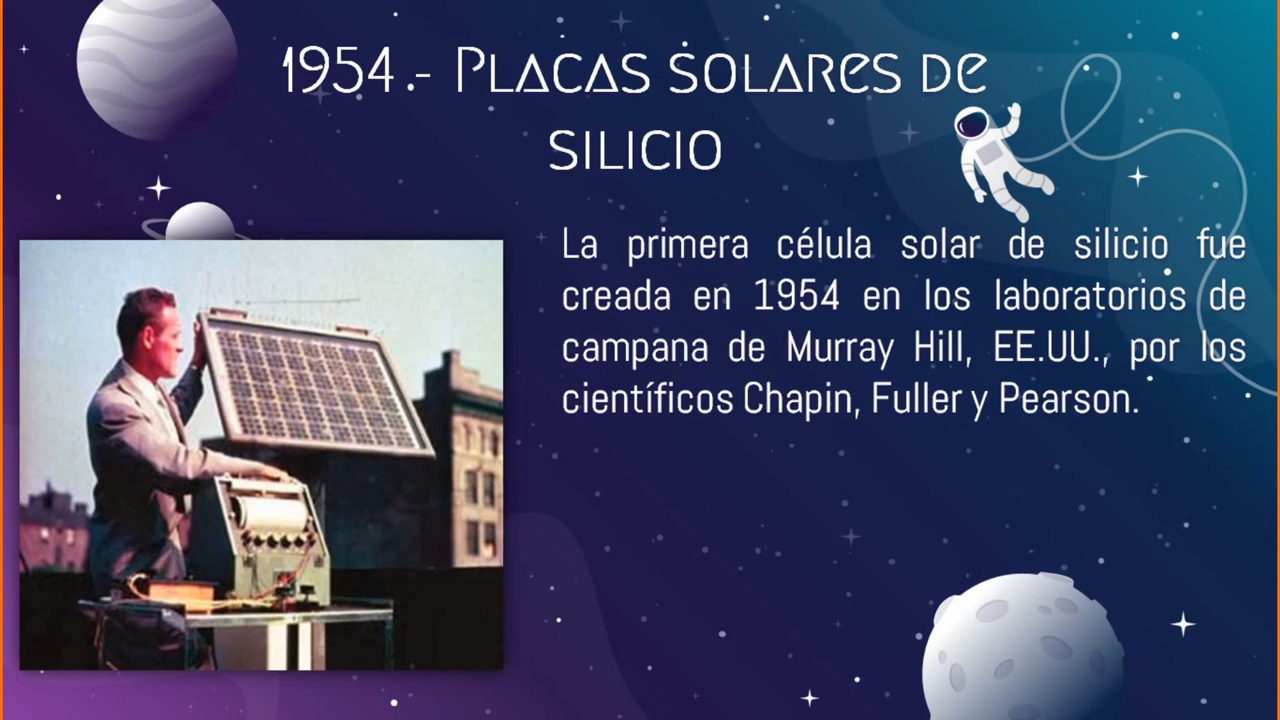 1954.- Placas solares de
silicio
La primera célula solar de silicio fue
creada en 1954 en los laboratorios de
campana de Murray Hill, EE.UU., por los
científicos Chapin, Fuller y Pearson.